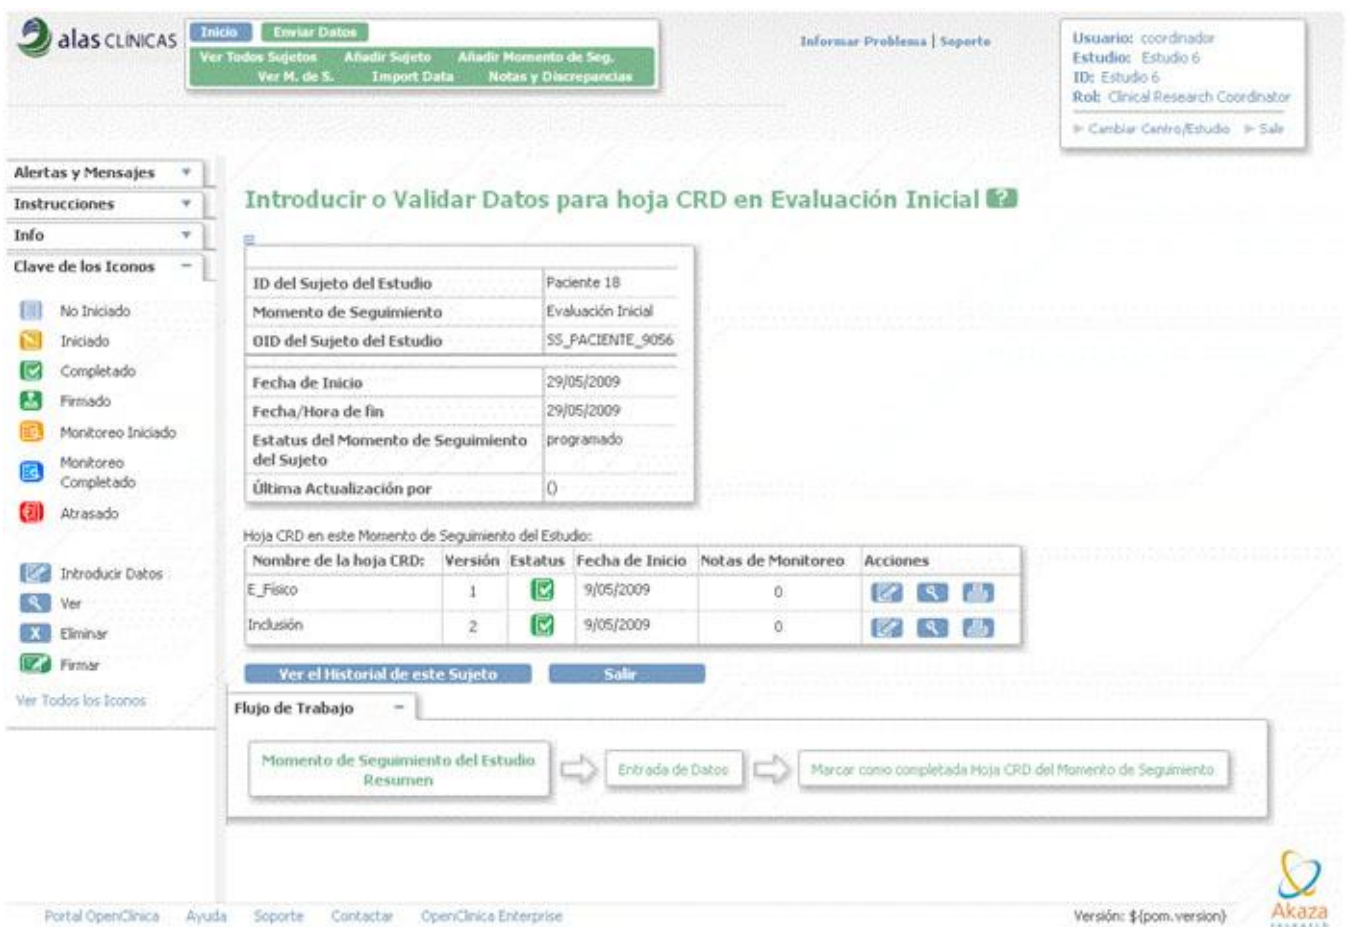 alas CLÍNICAS
Inicio
Enviar Datos
Ver Todos Sujetos Añadir Sujeto Añadir Momento de Seg.
Ver M. de S. Import Data Notas y Discrepancias
Informar Problema | Soporte
Usuario: coordinador
Estudio: Estudio 6
ID: Estudio 6
Rol: Clinical Research Coordinator
Cambiar Centro/Estudio Salir
Alertas y Mensajes
Instrucciones
Info
Clave de los Iconos
No Iniciado
Iniciado
Completado
Firmado
Monitoreo Iniciado
Monitoreo
Completado
Atrasado
Introducir Datos
Ver
Eliminar
Firmar
Ver Todos los Iconos
Introducir o Validar Datos para hoja CRD en Evaluación Inicial ?
ID del Sujeto del Estudio Paciente 18
Momento de Seguimiento Evaluación Inicial
OID del Sujeto del Estudio SS_PACIENTE_9056
Fecha de Inicio 29/05/2009
Fecha/Hora de fin 29/05/2009
Estatus del Momento de Seguimiento programado
del Sujeto
Última Actualización por ()
Hoja CRD en este Momento de Seguimiento del Estudio:
Nombre de la hoja CRD: Versión Estatus Fecha de Inicio Notas de Monitoreo Acciones
E_Fisico 1 9/05/2009 0
Inclusión 2 9/05/2009 0
Ver el Historial de este Sujeto
Salir
Flujo de Trabajo
Momento de Seguimiento del Estudio
Resumen
Entrada de Datos
Marcar como completada Hoja CRD del Momento de Seguimiento
Portal OpenClinica Ayuda Soporte Contactar OpenClinica Enterprise
Versión: ${pom.version}
Akaza
research